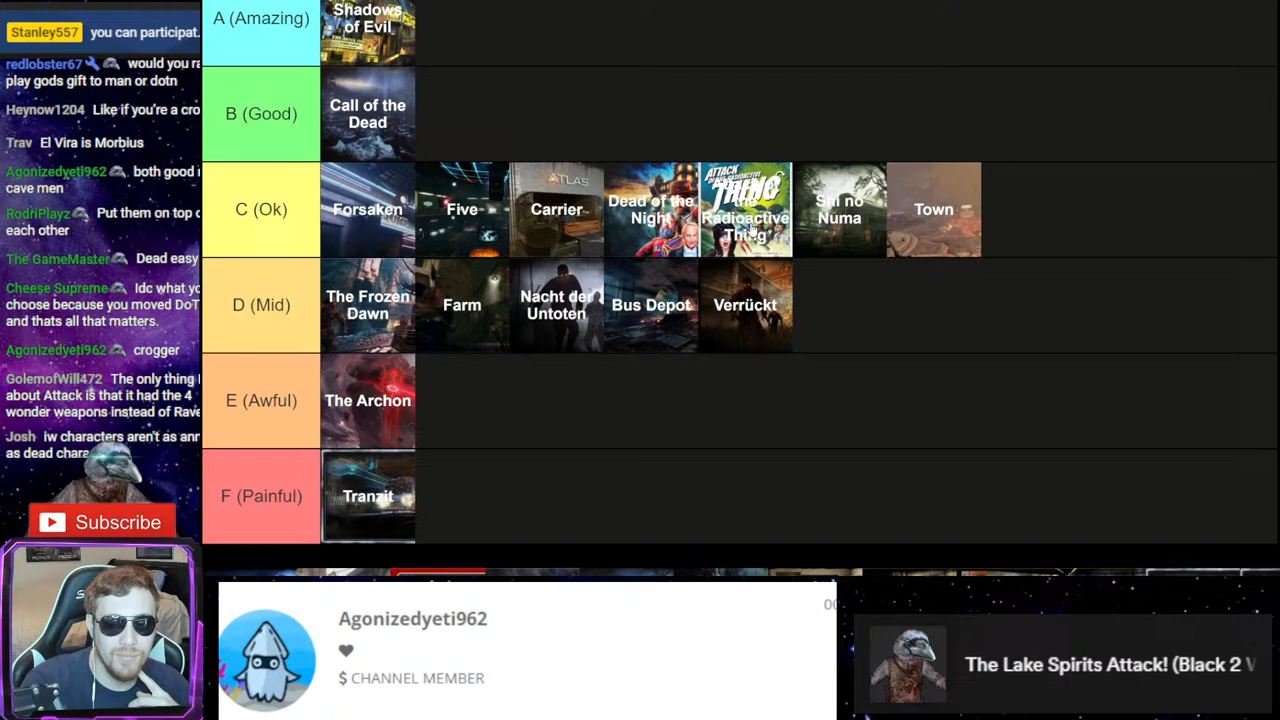 Stanley557 you can participat.
redlobster67 would you ra
play gods gift to man or dotn
Heynow1204 Like if you're a cro
Trav El Vira is Morbius
Agonizedyeti962 both good i
cave men
RodriPlayz Put them on top o
each other
The GameMaster Dead easy
Cheese Supreme Idc what yo
choose because you moved DoT
and thats all that matters.
Agonizedyeti962 crogger
GolemofWill472 The only thing I
about Attack is that it had the 4
wonder weapons instead of Rave
Josh iw characters aren't as ann
as dead chara
Subscribe
A (Amazing)
Shadows
of Evil
B (Good)
Call of the
Dead
C (Ok)
Forsaken
Five
ATLAS
Carrier
Dead of the
Night
ATTACK
OF THE RADIOACTIVE
THING
Radioactive
Thing
Shi no
Numa
Town
D (Mid)
The Frozen
Dawn
Farm
Nacht der
Untoten
Bus Depot
Verrückt
E (Awful)
The Archon
F (Painful)
Tranzit
Agonizedyeti962
$ CHANNEL MEMBER
00
The Lake Spirits Attack! (Black 2 V